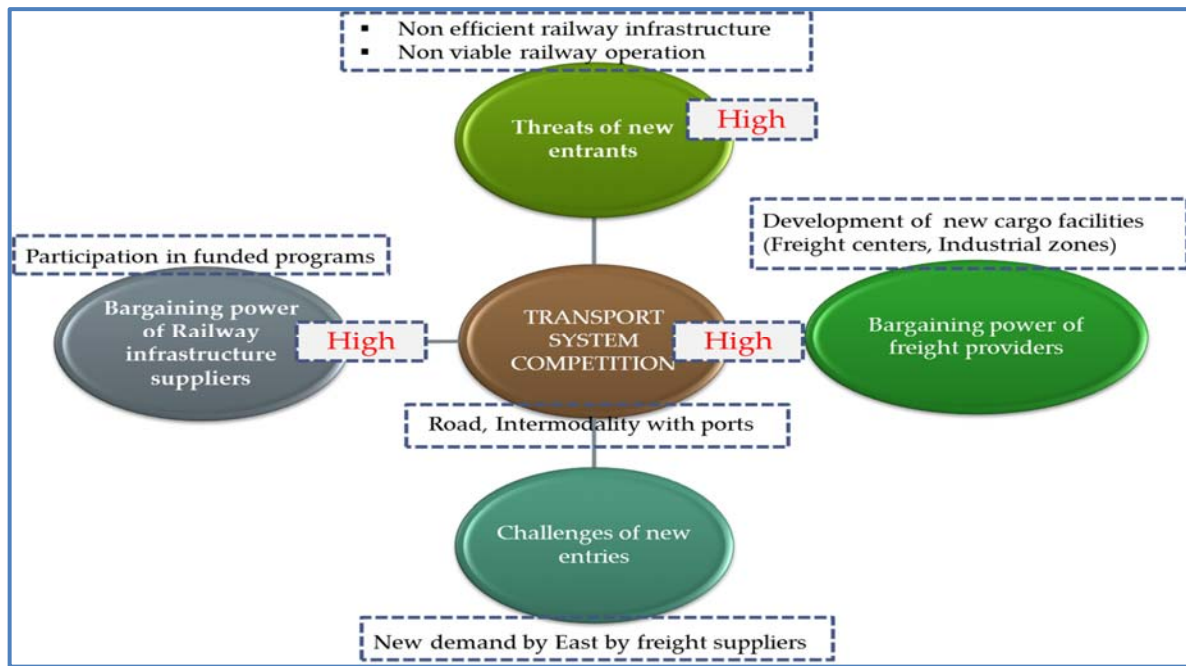 ▪ Non efficient railway infrastructure
▪ Non viable railway operation
Threats of new
entrants
High
Development of new cargo facilities
(Freight centers, Industrial zones)
Participation in funded programs
Bargaining power
of Railway
infrastructure
suppliers
High
TRANSPORT
SYSTEM
COMPETITION
High
Bargaining power of
freight providers
Road, Intermodality with ports
Challenges of new
entries
New demand by East by freight suppliers